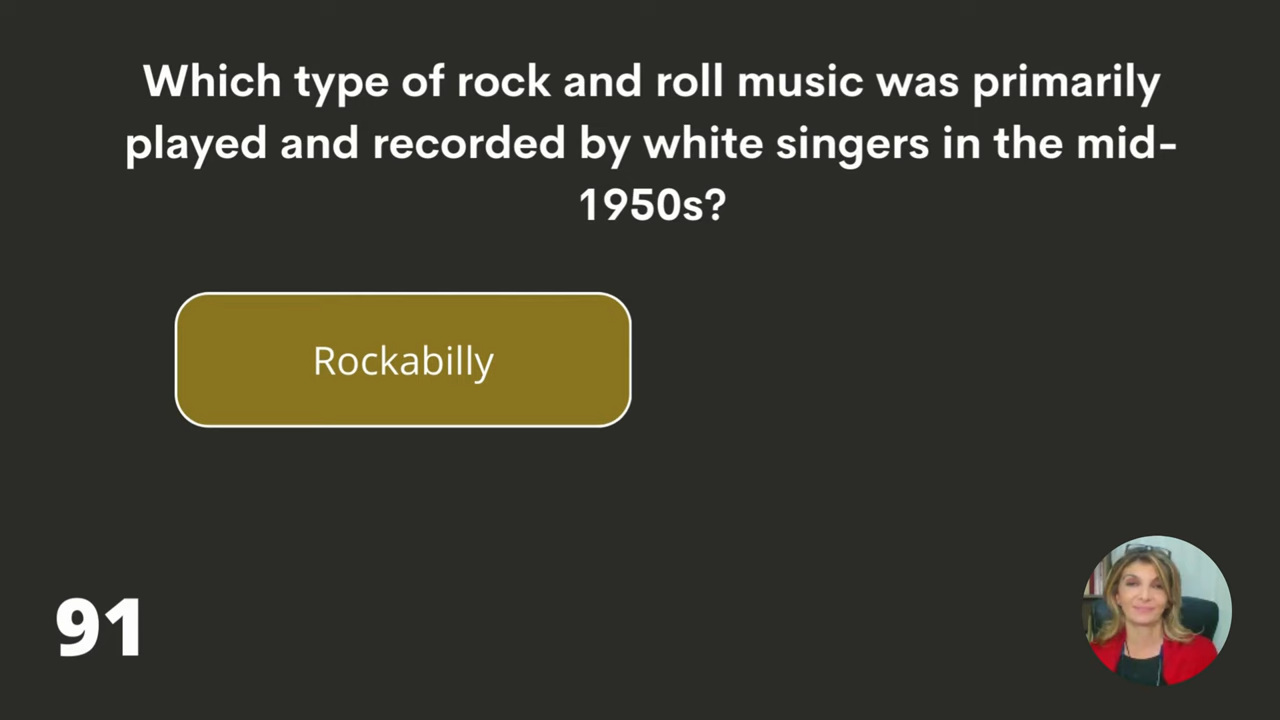 Which type of rock and roll music was primarily
played and recorded by white singers in the mid-
1950s?
Rockabilly
91